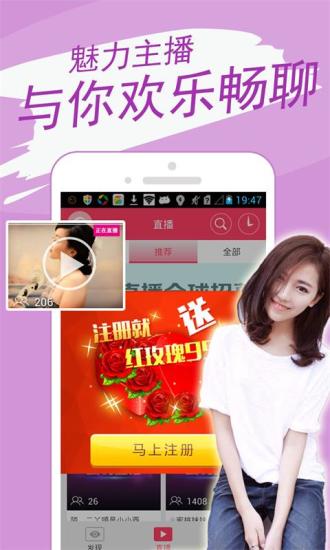 魅力主播
与你欢乐畅聊
19:47
直播
正在直播
推荐
全部
206
注册就
送
红玫瑰99
马上注册
26
1408
发现
直播